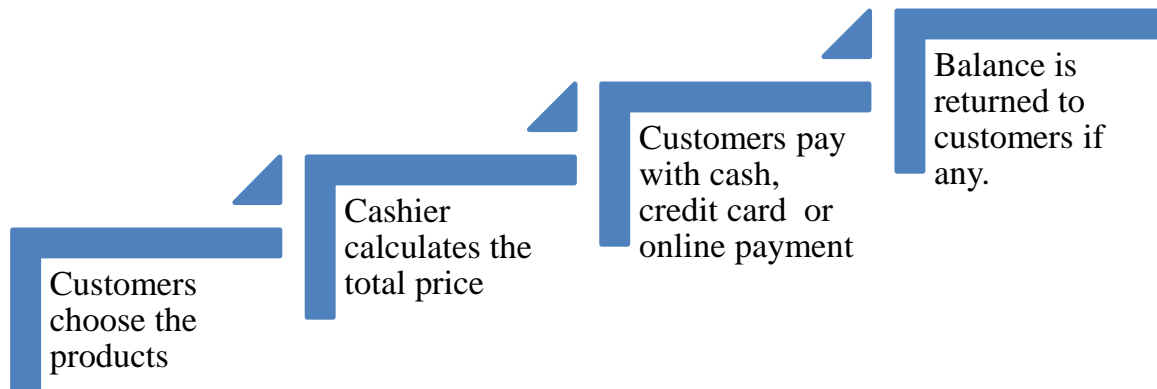 Customers
choose the
products
Cashier
calculates the
total price
Customers pay
with cash,
credit card  or
online payment
Balance is
returned to
customers if
any.